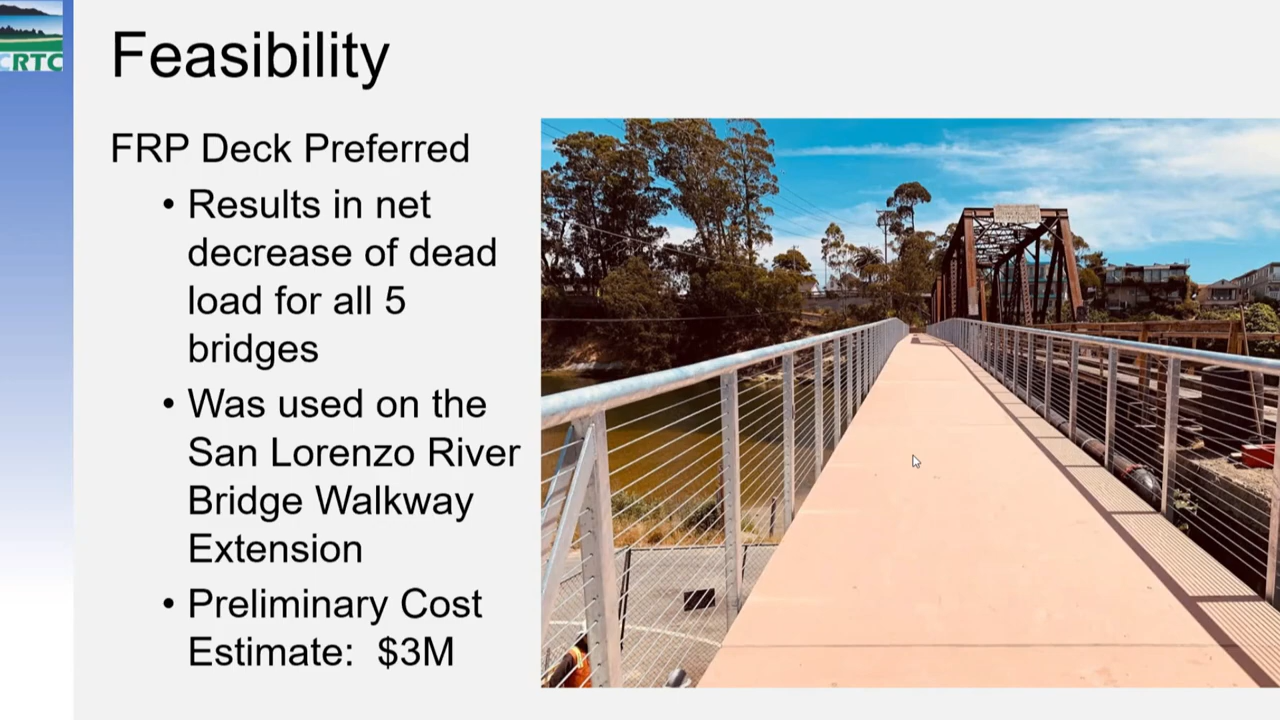 CRTC
Feasibility
FRP Deck Preferred
• Results in net
decrease of dead
load for all 5
bridges
• Was used on the
San Lorenzo River
Bridge Walkway
Extension
• Preliminary Cost
Estimate: $3M